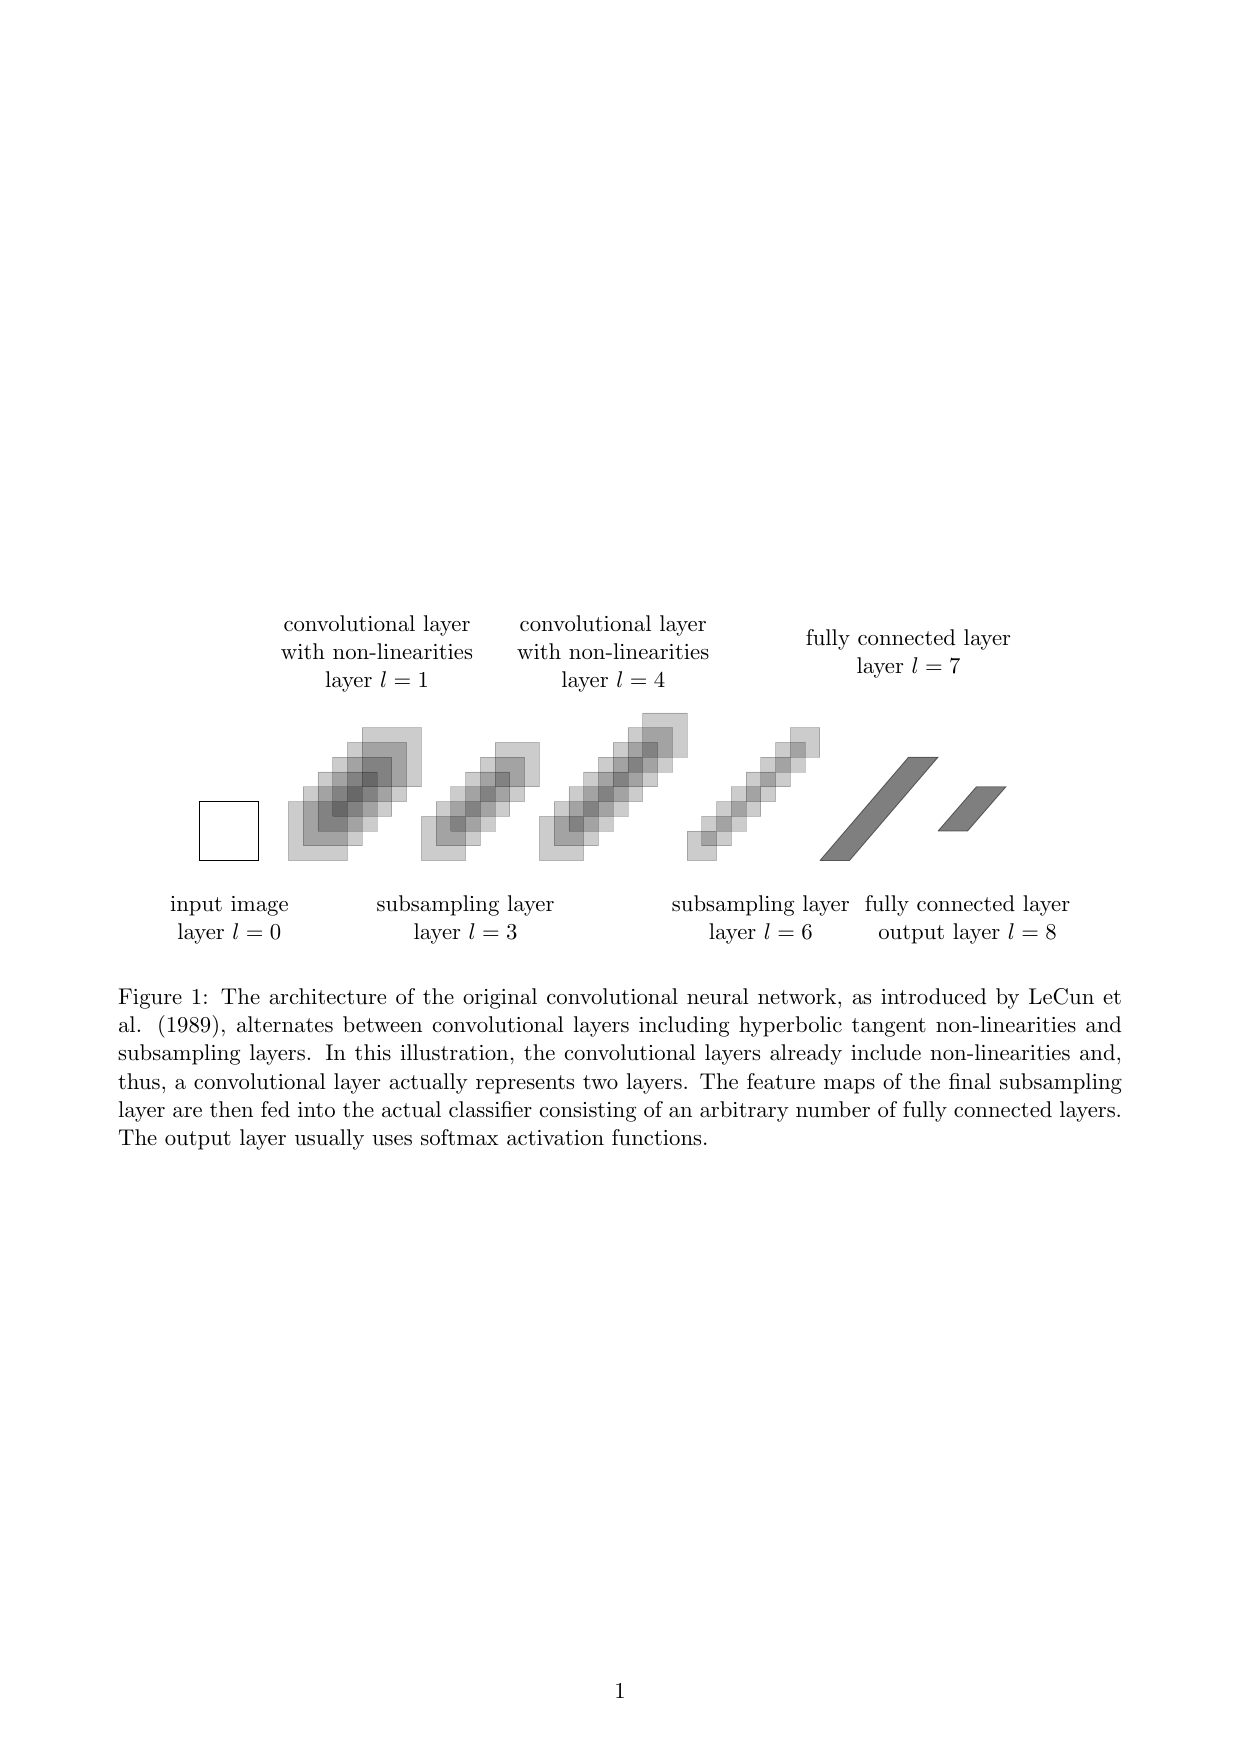 convolutional layer
with non-linearities
layer l = 1
convolutional layer
with non-linearities
layer l = 4
fully connected layer
layer l = 7
input image
layer l = 0
subsampling layer
layer l = 3
subsampling layer
layer l = 6
fully connected layer
output layer l = 8
Figure 1: The architecture of the original convolutional neural network, as introduced by LeCun et
al. (1989), alternates between convolutional layers including hyperbolic tangent non-linearities and
subsampling layers. In this illustration, the convolutional layers already include non-linearities and,
thus, a convolutional layer actually represents two layers. The feature maps of the final subsampling
layer are then fed into the actual classifier consisting of an arbitrary number of fully connected layers.
The output layer usually uses softmax activation functions.
1